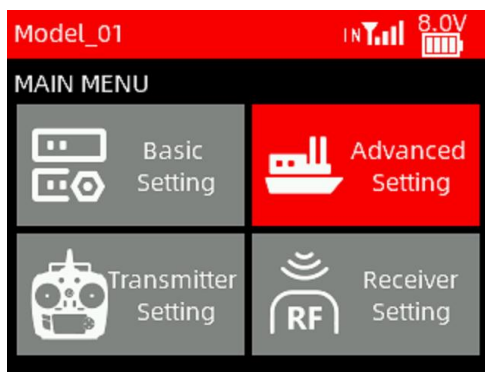 Model_01
IN
8.0V
MAIN MENU
Basic
Setting
Advanced
Setting
Transmitter
Setting
RF
Receiver
Setting